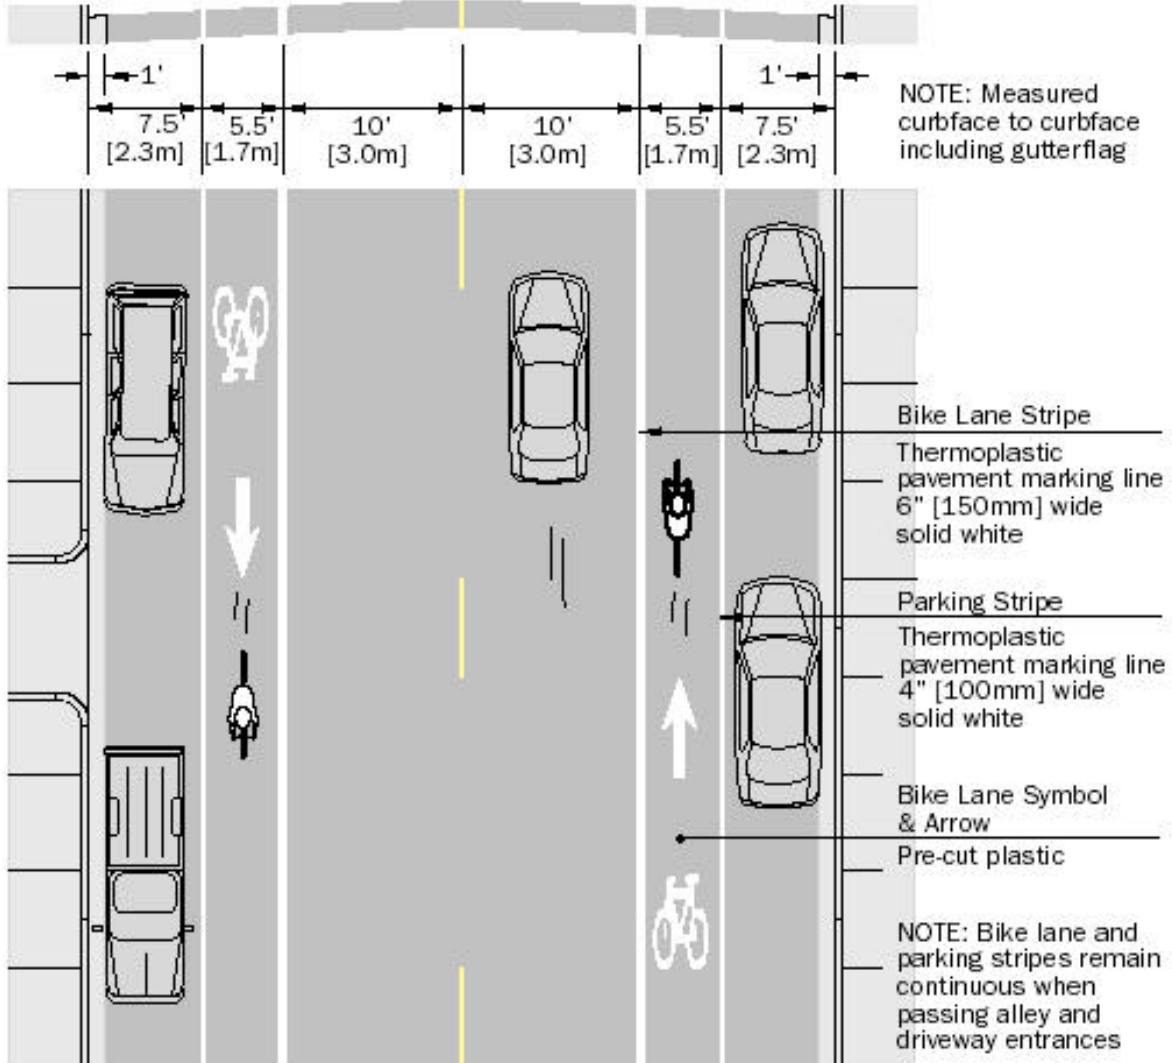 1'
1'
7.5'
5.5'
10'
10'
5.5'
7.5'
[2.3m]
[1.7m]
[3.0m]
[3.0m]
[1.7m]
[2.3m]
NOTE: Measured
curbface to curbface
including gutterflag
Bike Lane Stripe
Thermoplastic
pavement marking line
6" [150mm] wide
solid white
Parking Stripe
Thermoplastic
pavement marking line
4" [100mm] wide
solid white
Bike Lane Symbol
& Arrow
Pre-cut plastic
NOTE: Bike lane and
parking stripes remain
continuous when
passing alley and
driveway entrances